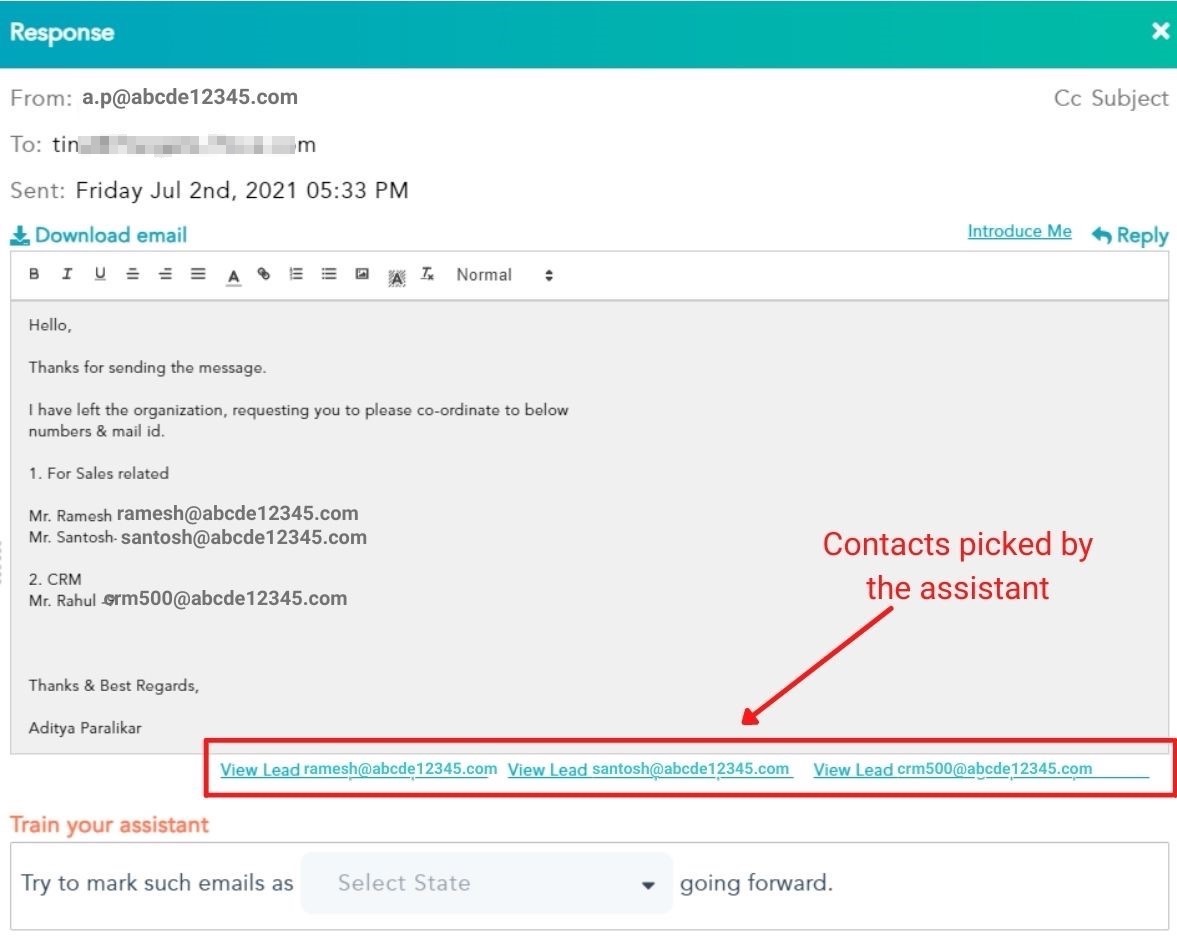 Response
From: a.p@abcde12345.com
Cc Subject
To: tin m
Sent: Friday Jul 2nd, 2021 05:33 PM
Download email
Introduce Me Reply
B I U A A Tx Normal
Hello,
Thanks for sending the message.
I have left the organization, requesting you to please co-ordinate to below
numbers & mail id.
1. For Sales related
Mr. Ramesh ramesh@abcde12345.com
Mr. Santosh- santosh@abcde12345.com
2. CRM
Mr. Rahul - crm500@abcde12345.com
Contacts picked by
the assistant
Thanks & Best Regards,
Aditya Paralikar
View Lead ramesh@abcde12345.com View Lead santosh@abcde12345.com View Lead crm500@abcde12345.com
Train your assistant
Try to mark such emails as Select State going forward.